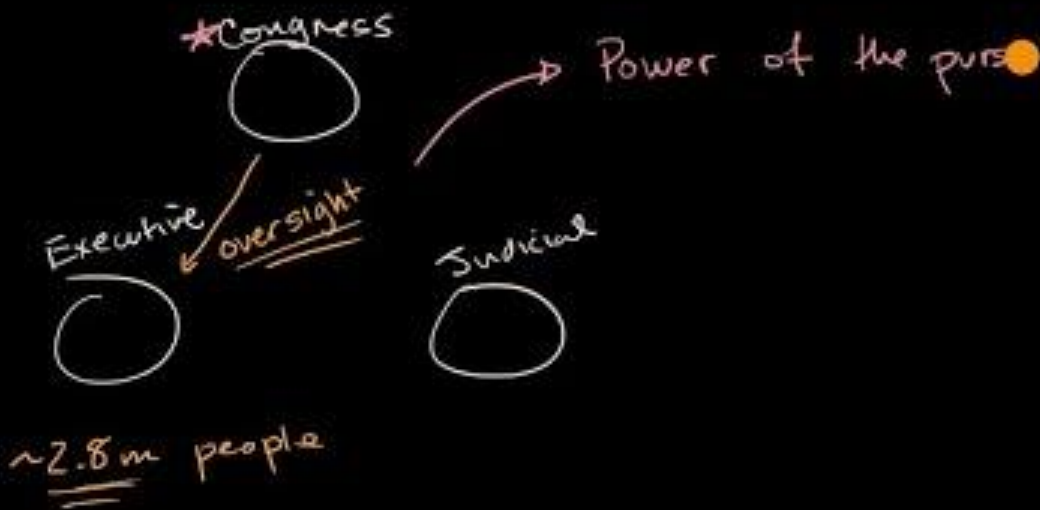 ★Congress
Power of the purs
Executive
oversight
Judicial
~2.8m people